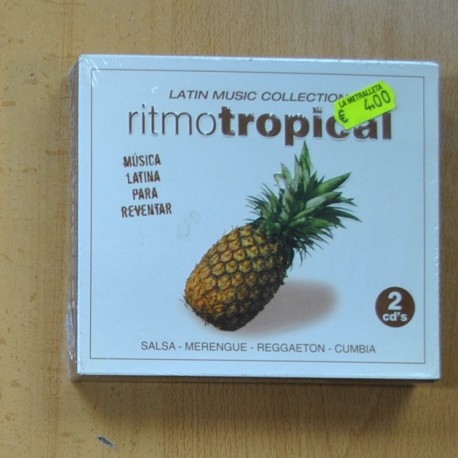 LATIN MUSIC COLLECTION
LA METRALLETA
€ 4,00
ritmotropical
MÚSICA
LATINA
PARA
REVENTAR
2
cd's
SALSA - MERENGUE - REGGAETON - CUMBIA